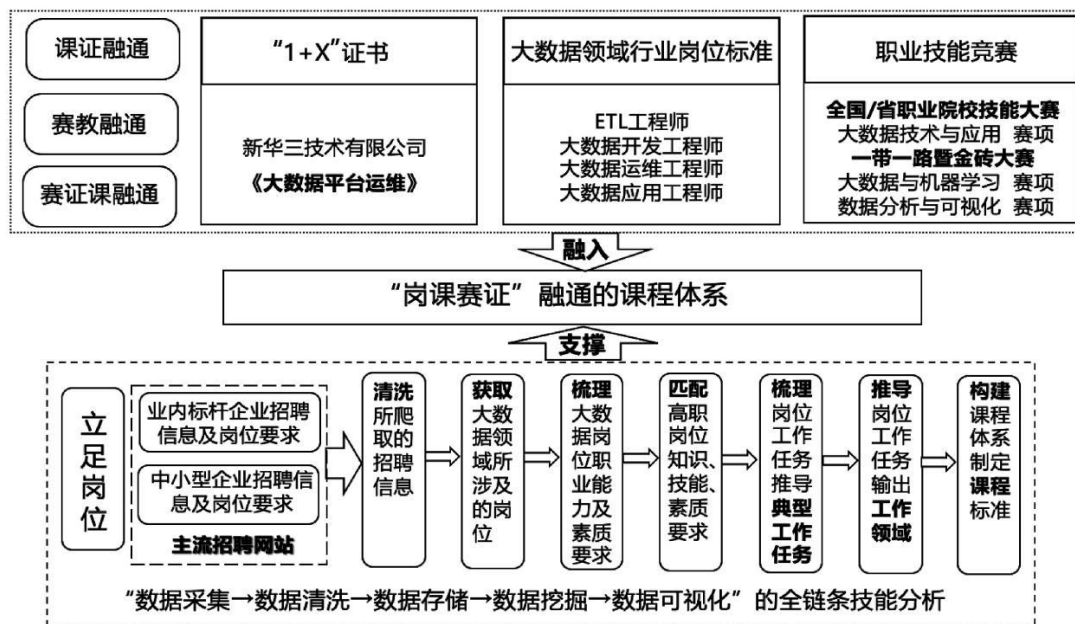 课证融通
赛教融通
赛证课融通
“1+X”证书
新华三技术有限公司
《大数据平台运维》
大数据领域行业岗位标准
ETL工程师
大数据开发工程师
大数据运维工程师
大数据应用工程师
职业技能竞赛
全国/省职业院校技能大赛
大数据技术与应用 赛项
一带一路暨金砖大赛
大数据与机器学习 赛项
数据分析与可视化 赛项
融入
“岗课赛证”融通的课程体系
支撑
立足岗位
业内标杆企业招聘
信息及岗位要求
中小型企业招聘信
息及岗位要求
主流招聘网站
清洗
所爬
取的
招聘
信息
获取
大数
据领
域所
涉及
的岗
位
梳理
大数
据岗
位职
业能
力及
素质
要求
匹配
高职
岗位
知识、
技能、
素质
要求
梳理
岗位
工作
任务
推导
典型
工作
任务
推导
岗位
工作
任务
输出
工作
领域
构建
课程
体系
制定
课程
标准
“数据采集→数据清洗→数据存储→数据挖掘→数据可视化”的全链条技能分析